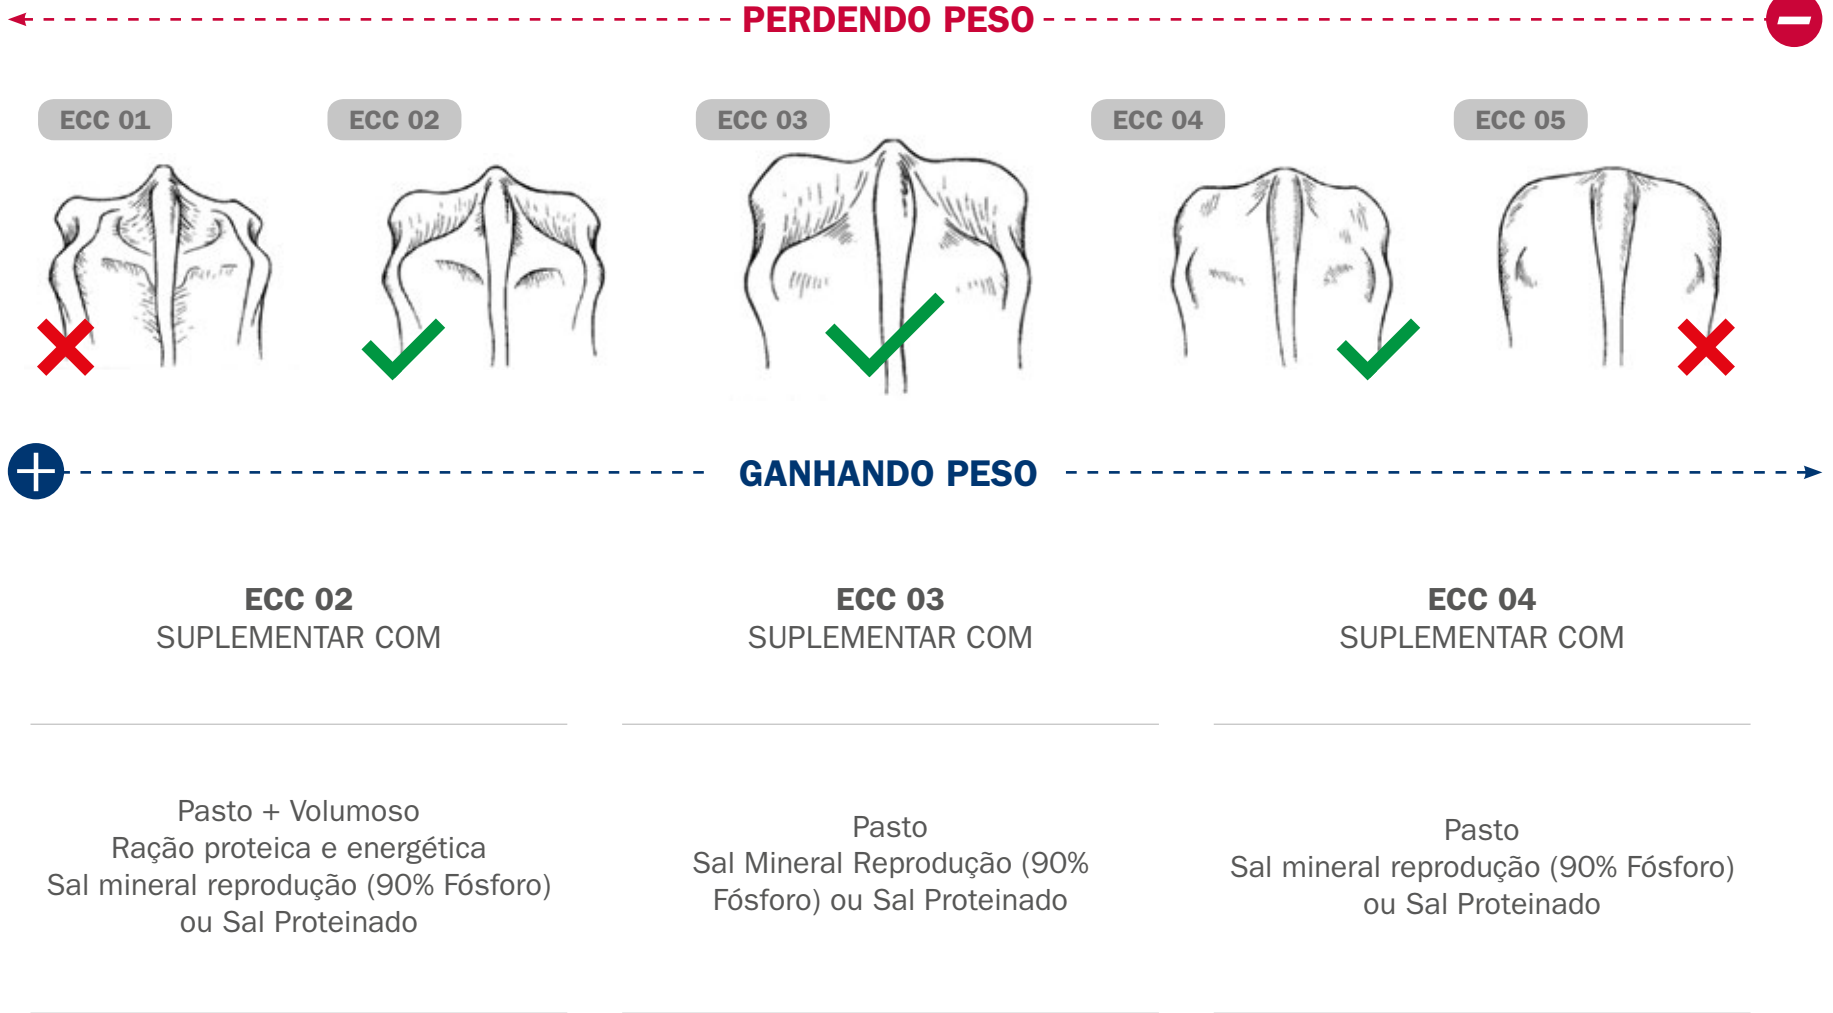 PERDENDO PESO
ECC 01
ECC 02
ECC 03
ECC 04
ECC 05
GANHANDO PESO
ECC 02
SUPLEMENTAR COM
Pasto + Volumoso
Ração proteica e energética
Sal mineral reprodução (90% Fósforo)
ou Sal Proteinado
ECC 03
SUPLEMENTAR COM
Pasto
Sal Mineral Reprodução (90%
Fósforo) ou Sal Proteinado
ECC 04
SUPLEMENTAR COM
Pasto
Sal mineral reprodução (90% Fósforo)
ou Sal Proteinado